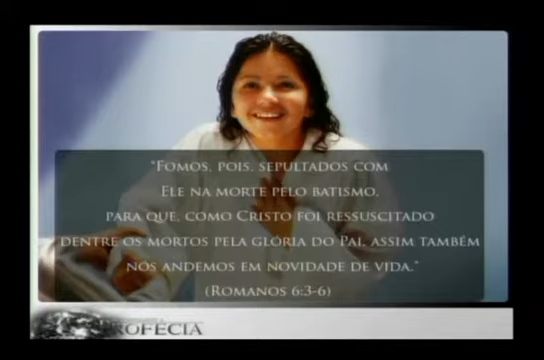 "Fomos, pois, sepultados com
Ele na morte pelo batismo,
para que, como Cristo foi ressuscitado
dentre os mortos pela glória do Pai, assim também
nós andemos em novidade de vida."
(Romanos 6:3-6)
PROFECIA